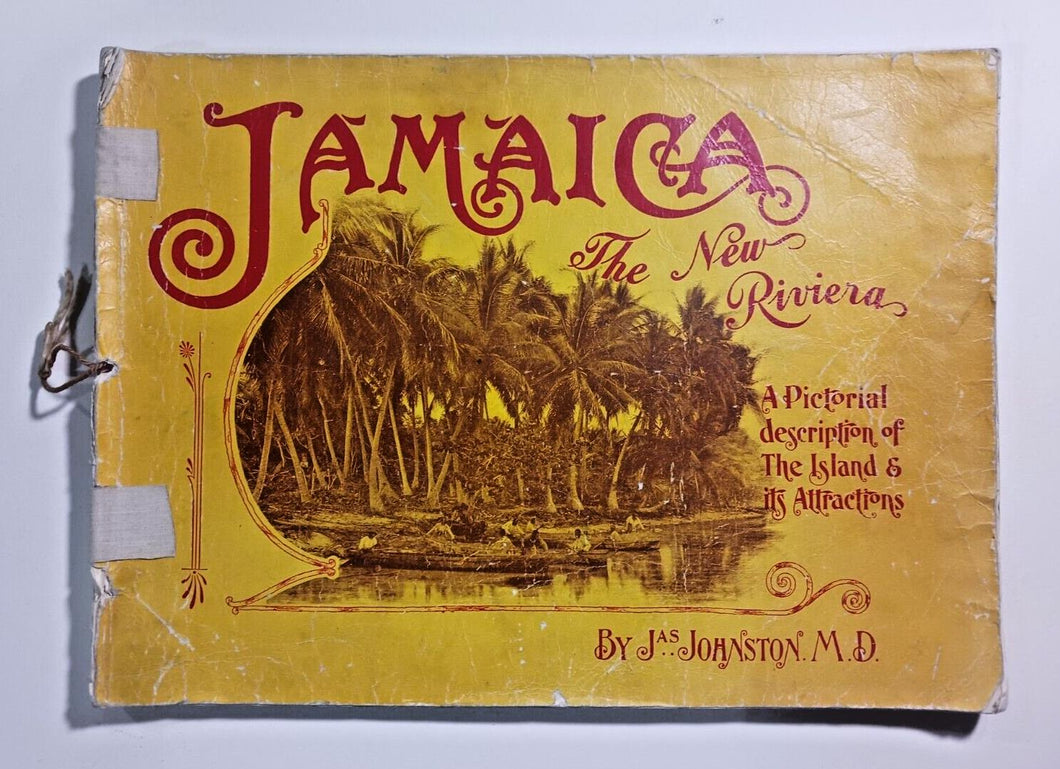 JAMAICA
The New
Riviera
A Pictorial
description of
The Island &
its Attractions
By JAS. JOHNSTON. M.D.